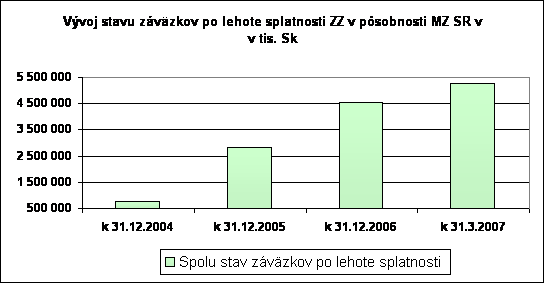 Vývoj stavu záväzkov po lehote splatnosti ZZ v pôsobnosti MZ SR v
v tis. Sk
5 500 000
4 500 000
3 500 000
2 500 000
1 500 000
500 000
k 31.12.2004 k 31.12.2005 k 31.12.2006 k 31.3.2007
Spolu stav záväzkov po lehote splatnosti